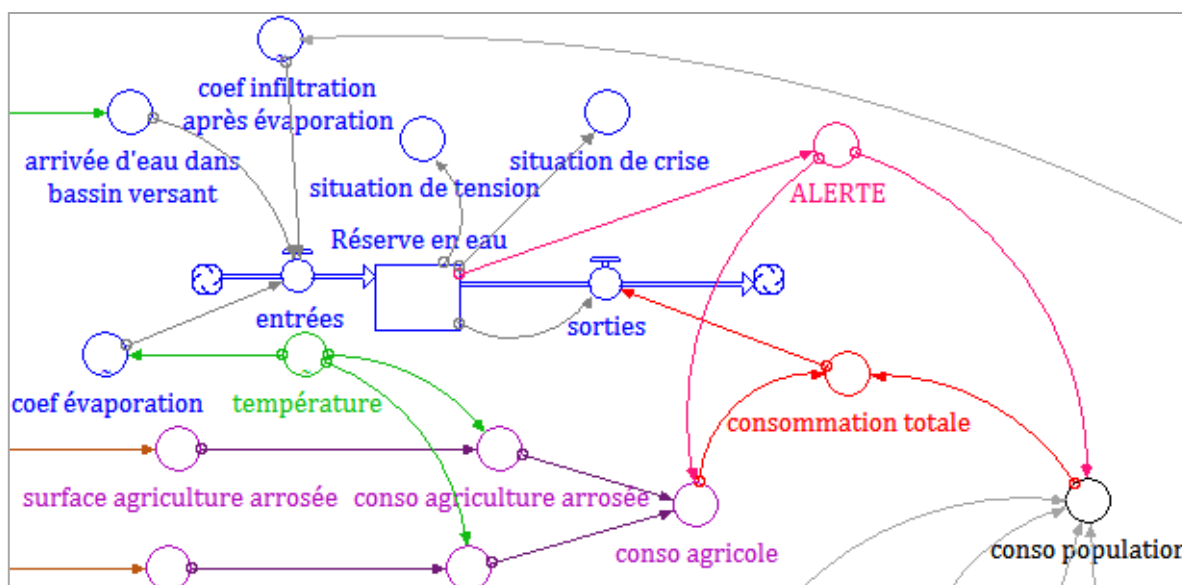 coef infiltration
après évaporation
arrivée d'eau dans
bassin versant
situation de tension
situation de crise
ALERTE
Réserve en eau
entrées
sorties
coef évaporation
température
consommation totale
surface agriculture arrosée
conso agriculture arrosée
conso agricole
conso population